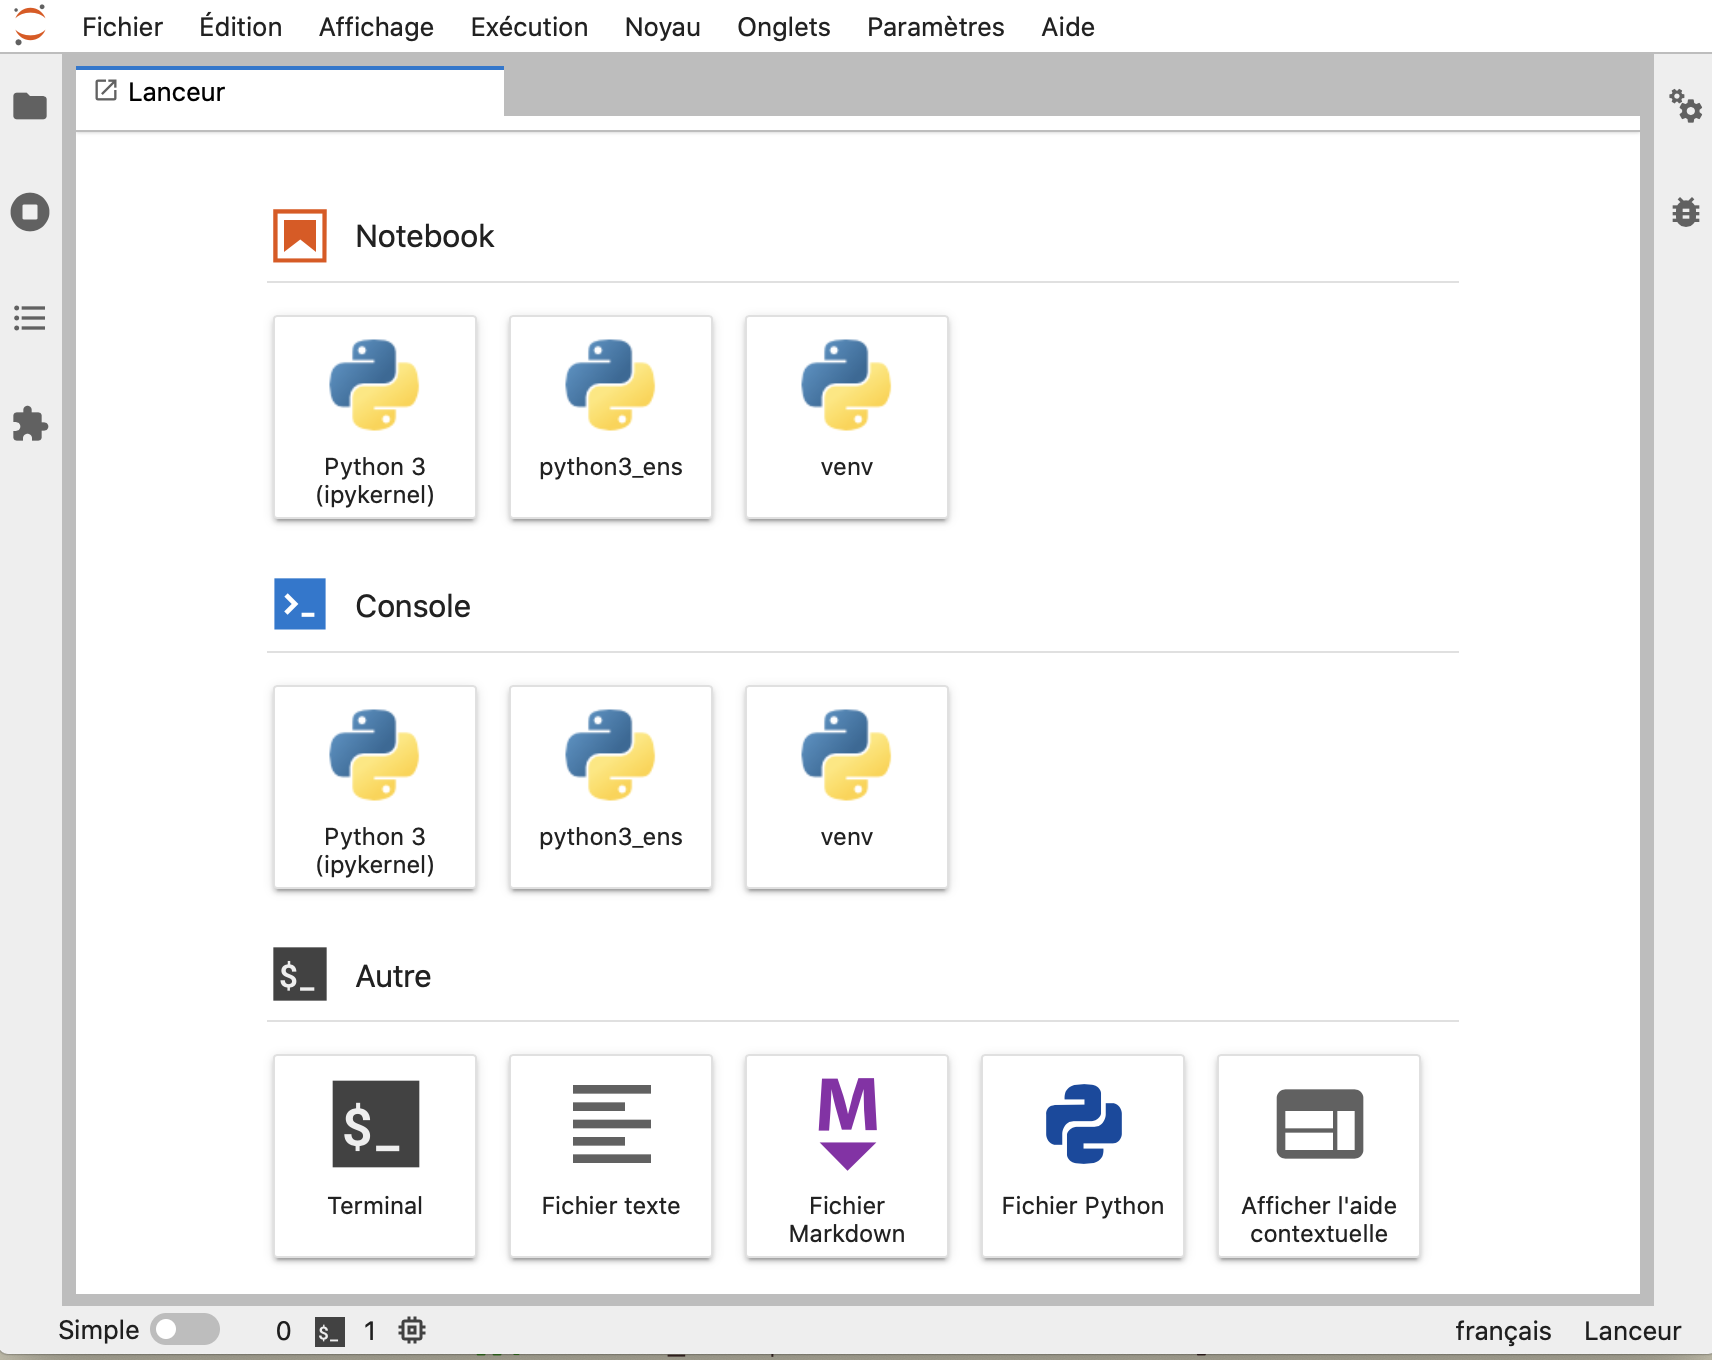 Fichier Édition Affichage Exécution Noyau Onglets Paramètres Aide
Lanceur
Notebook
Python 3
(ipykernel)
python3_ens
venv
Console
Python 3
(ipykernel)
python3_ens
venv
$_ Autre
$_
Terminal
Fichier texte
M
Fichier
Markdown
Fichier Python
Afficher l'aide
contextuelle
Simple 0 $_ 1 français Lanceur